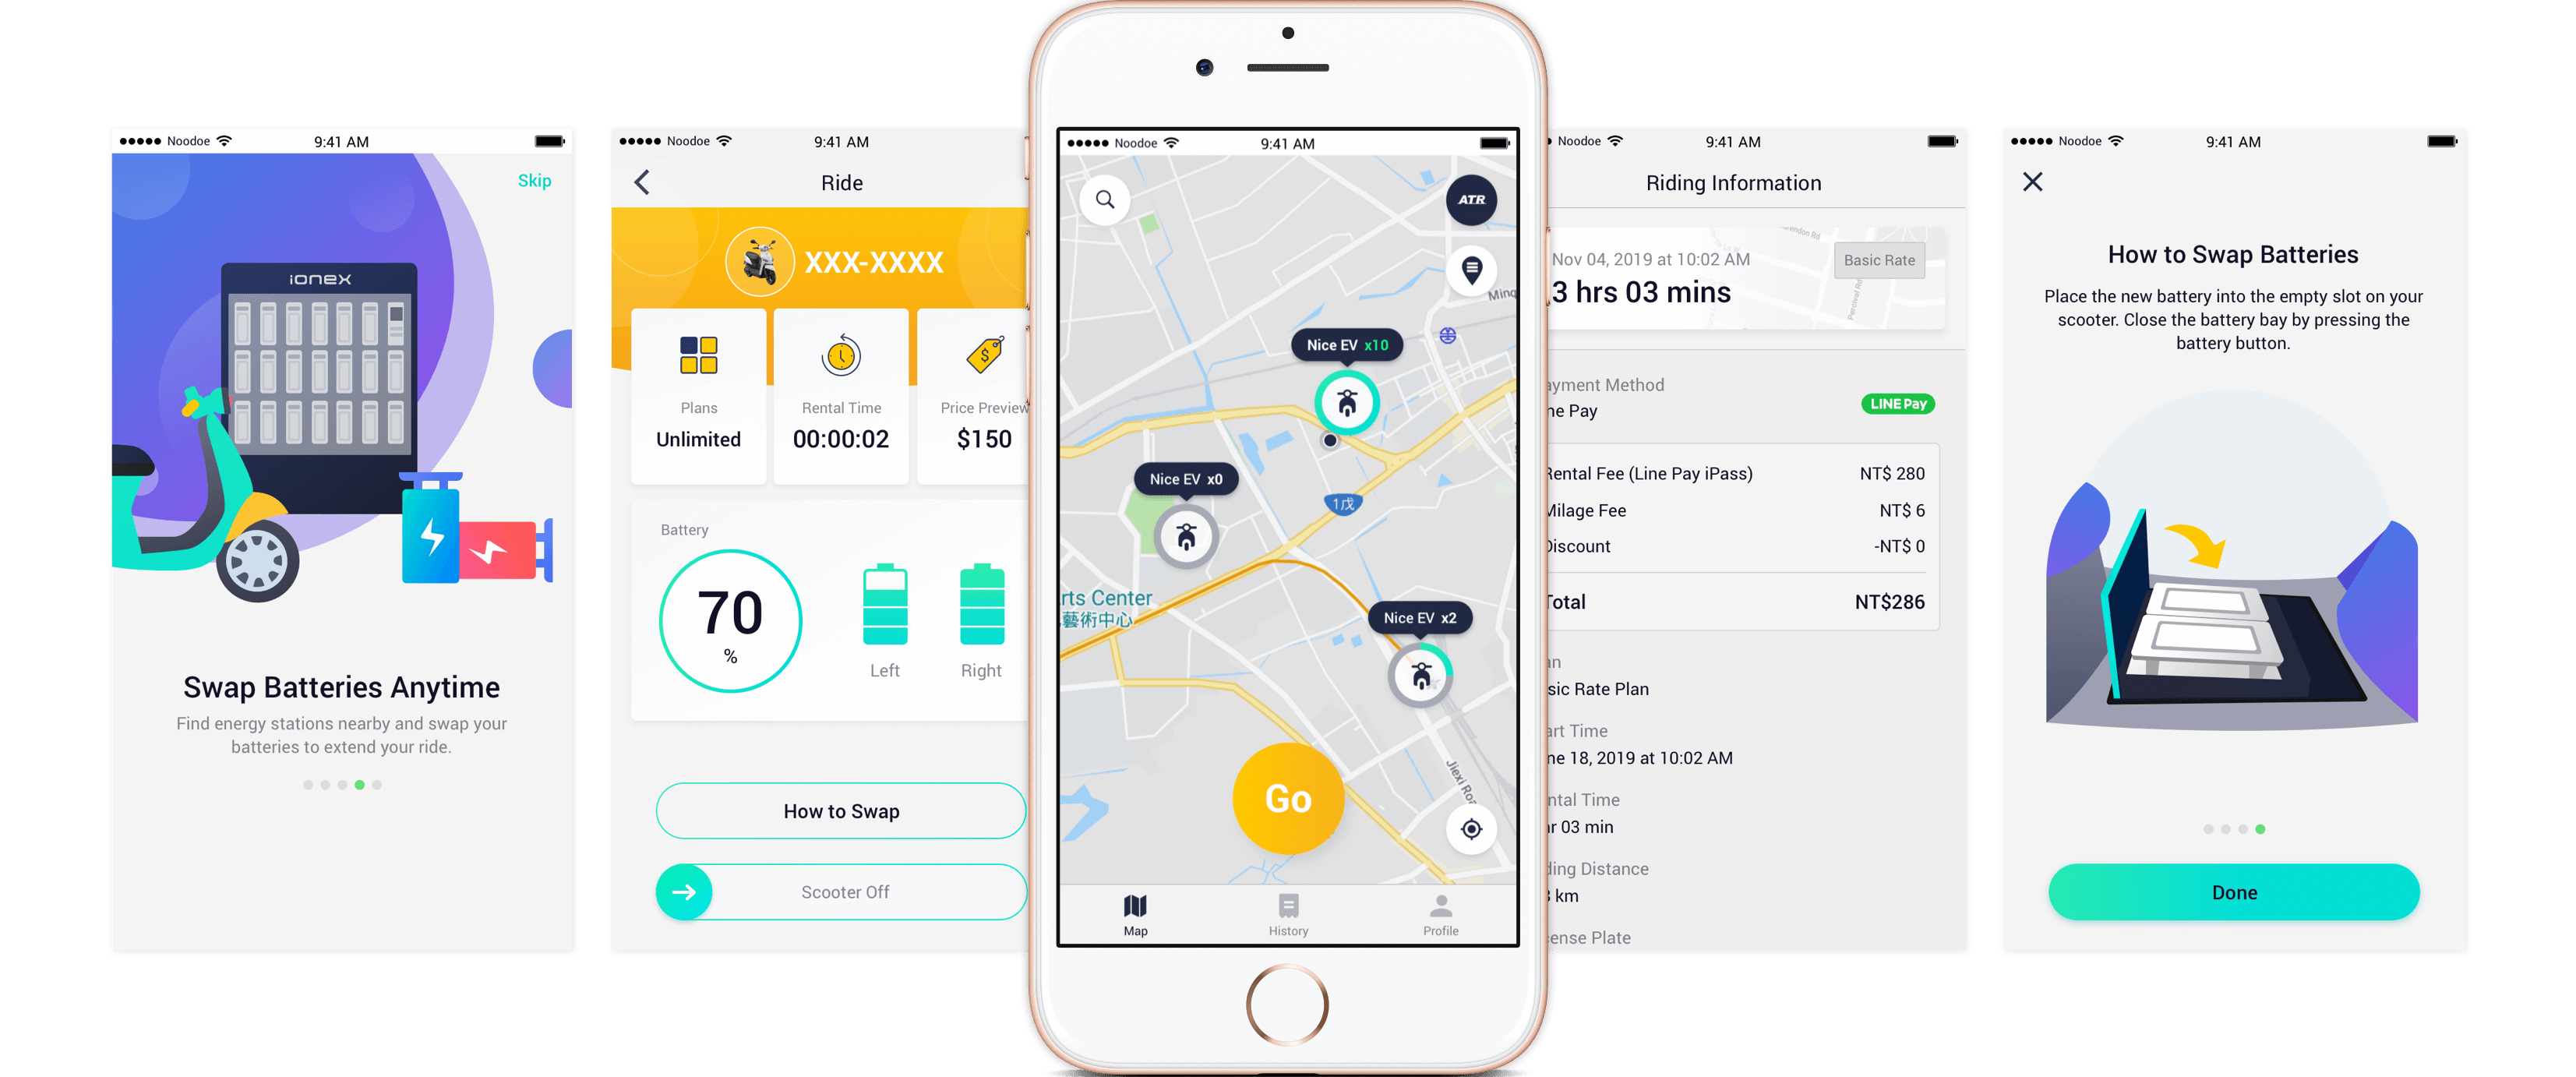 Noodoe 9:41 AM
Skip
ionex
Swap Batteries Anytime
Find energy stations nearby and swap your
batteries to extend your ride.
Noodoe 9:41 AM
Ride
XXX-XXXX
Plans
Unlimited
Rental Time
00:00:02
Price Preview
$150
Battery
70
%
Left
Right
How to Swap
Scooter Off
Noodoe 9:41 AM
ATR
Ming
Nice EV x10
Nice EV x0
1戊
rts Center
藝術中心
Nice EV x2
Jiexi Roa
Go
Map
History
Profile
Noodoe 9:41 AM
Riding Information
Nov 04, 2019 at 10:02 AM
Basic Rate
3 hrs 03 mins
Percival Rd
ayment Method
ne Pay
LINE Pay
Rental Fee (Line Pay iPass) NT$ 280
Milage Fee NT$ 6
Discount -NT$ 0
Total NT$286
an
sic Rate Plan
art Time
ne 18, 2019 at 10:02 AM
ntal Time
r 03 min
ding Distance
km
ense Plate
Noodoe 9:41 AM
How to Swap Batteries
Place the new battery into the empty slot on your
scooter. Close the battery bay by pressing the
battery button.
Done